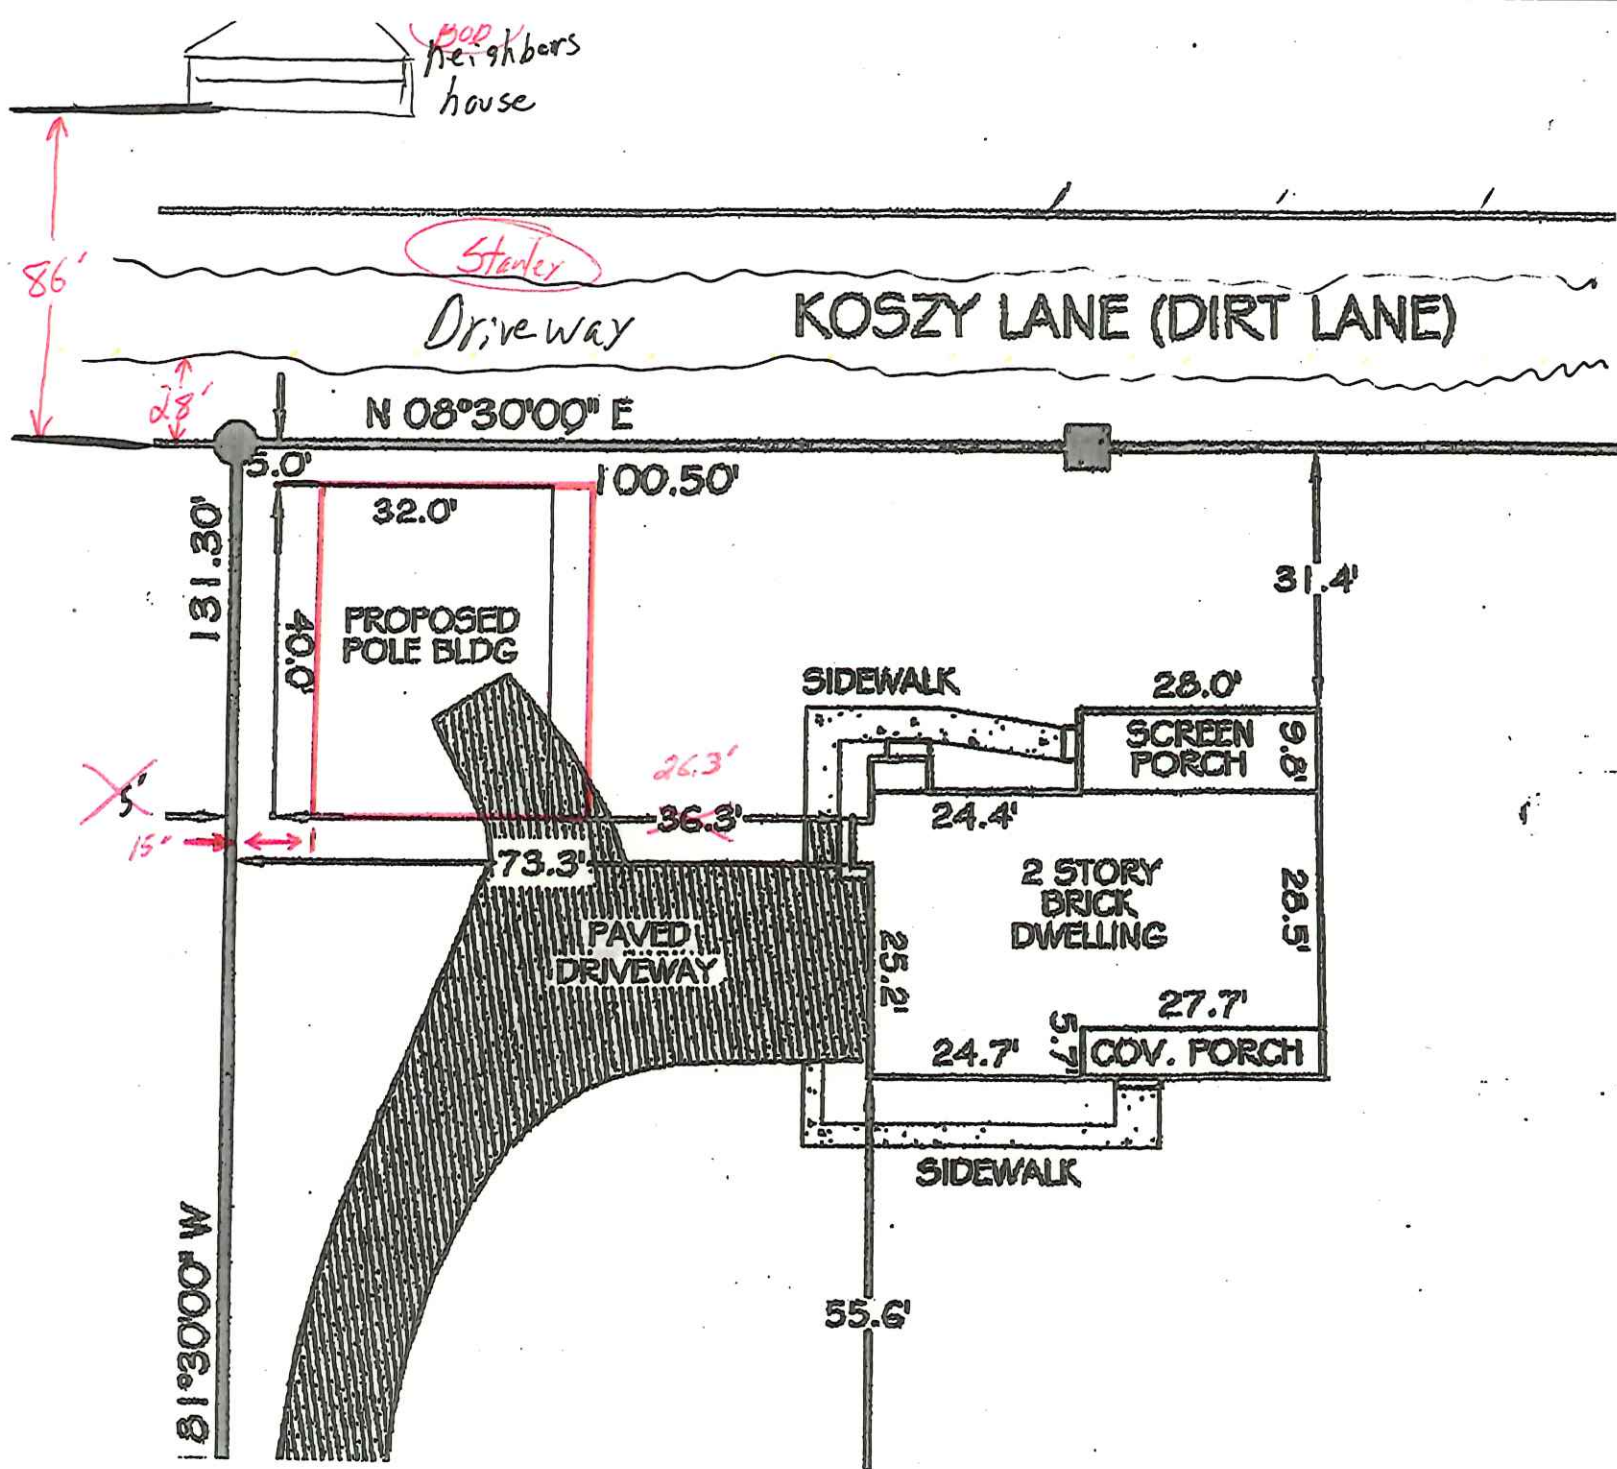 BOD
neighbors
house
Stanley
86'
Driveway
KOSZY LANE (DIRT LANE)
28'
N 08°30'00" E
5.0'
100.50'
32.0'
131.30'
31.4'
PROPOSED
POLE BLDG
40.0'
SIDEWALK
28.0'
SCREEN
PORCH
9.8'
26.3'
5'
36.3'
24.4'
15'
73.3'
2 STORY
BRICK
DWELLING
28.5'
PAVED
DRIVEWAY
25.2'
27.7'
5.7'
24.7'
COV. PORCH
SIDEWALK
81°30'00" W
55.6'